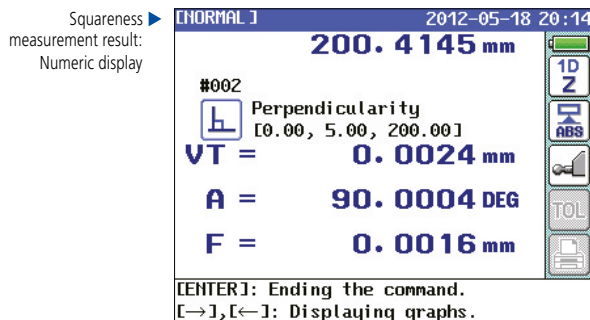 Squareness ▶
measurement result:
Numeric display
[NORMAL] 2012-05-18 20:14
200.4145 mm
1D
Z
#002
Perpendicularity
[0.00, 5.00, 200.00]
ABS
VT = 0.0024 mm
A = 90.0004 DEG
TOL
F = 0.0016 mm
[ENTER]: Ending the command.
[→],[←]: Displaying graphs.